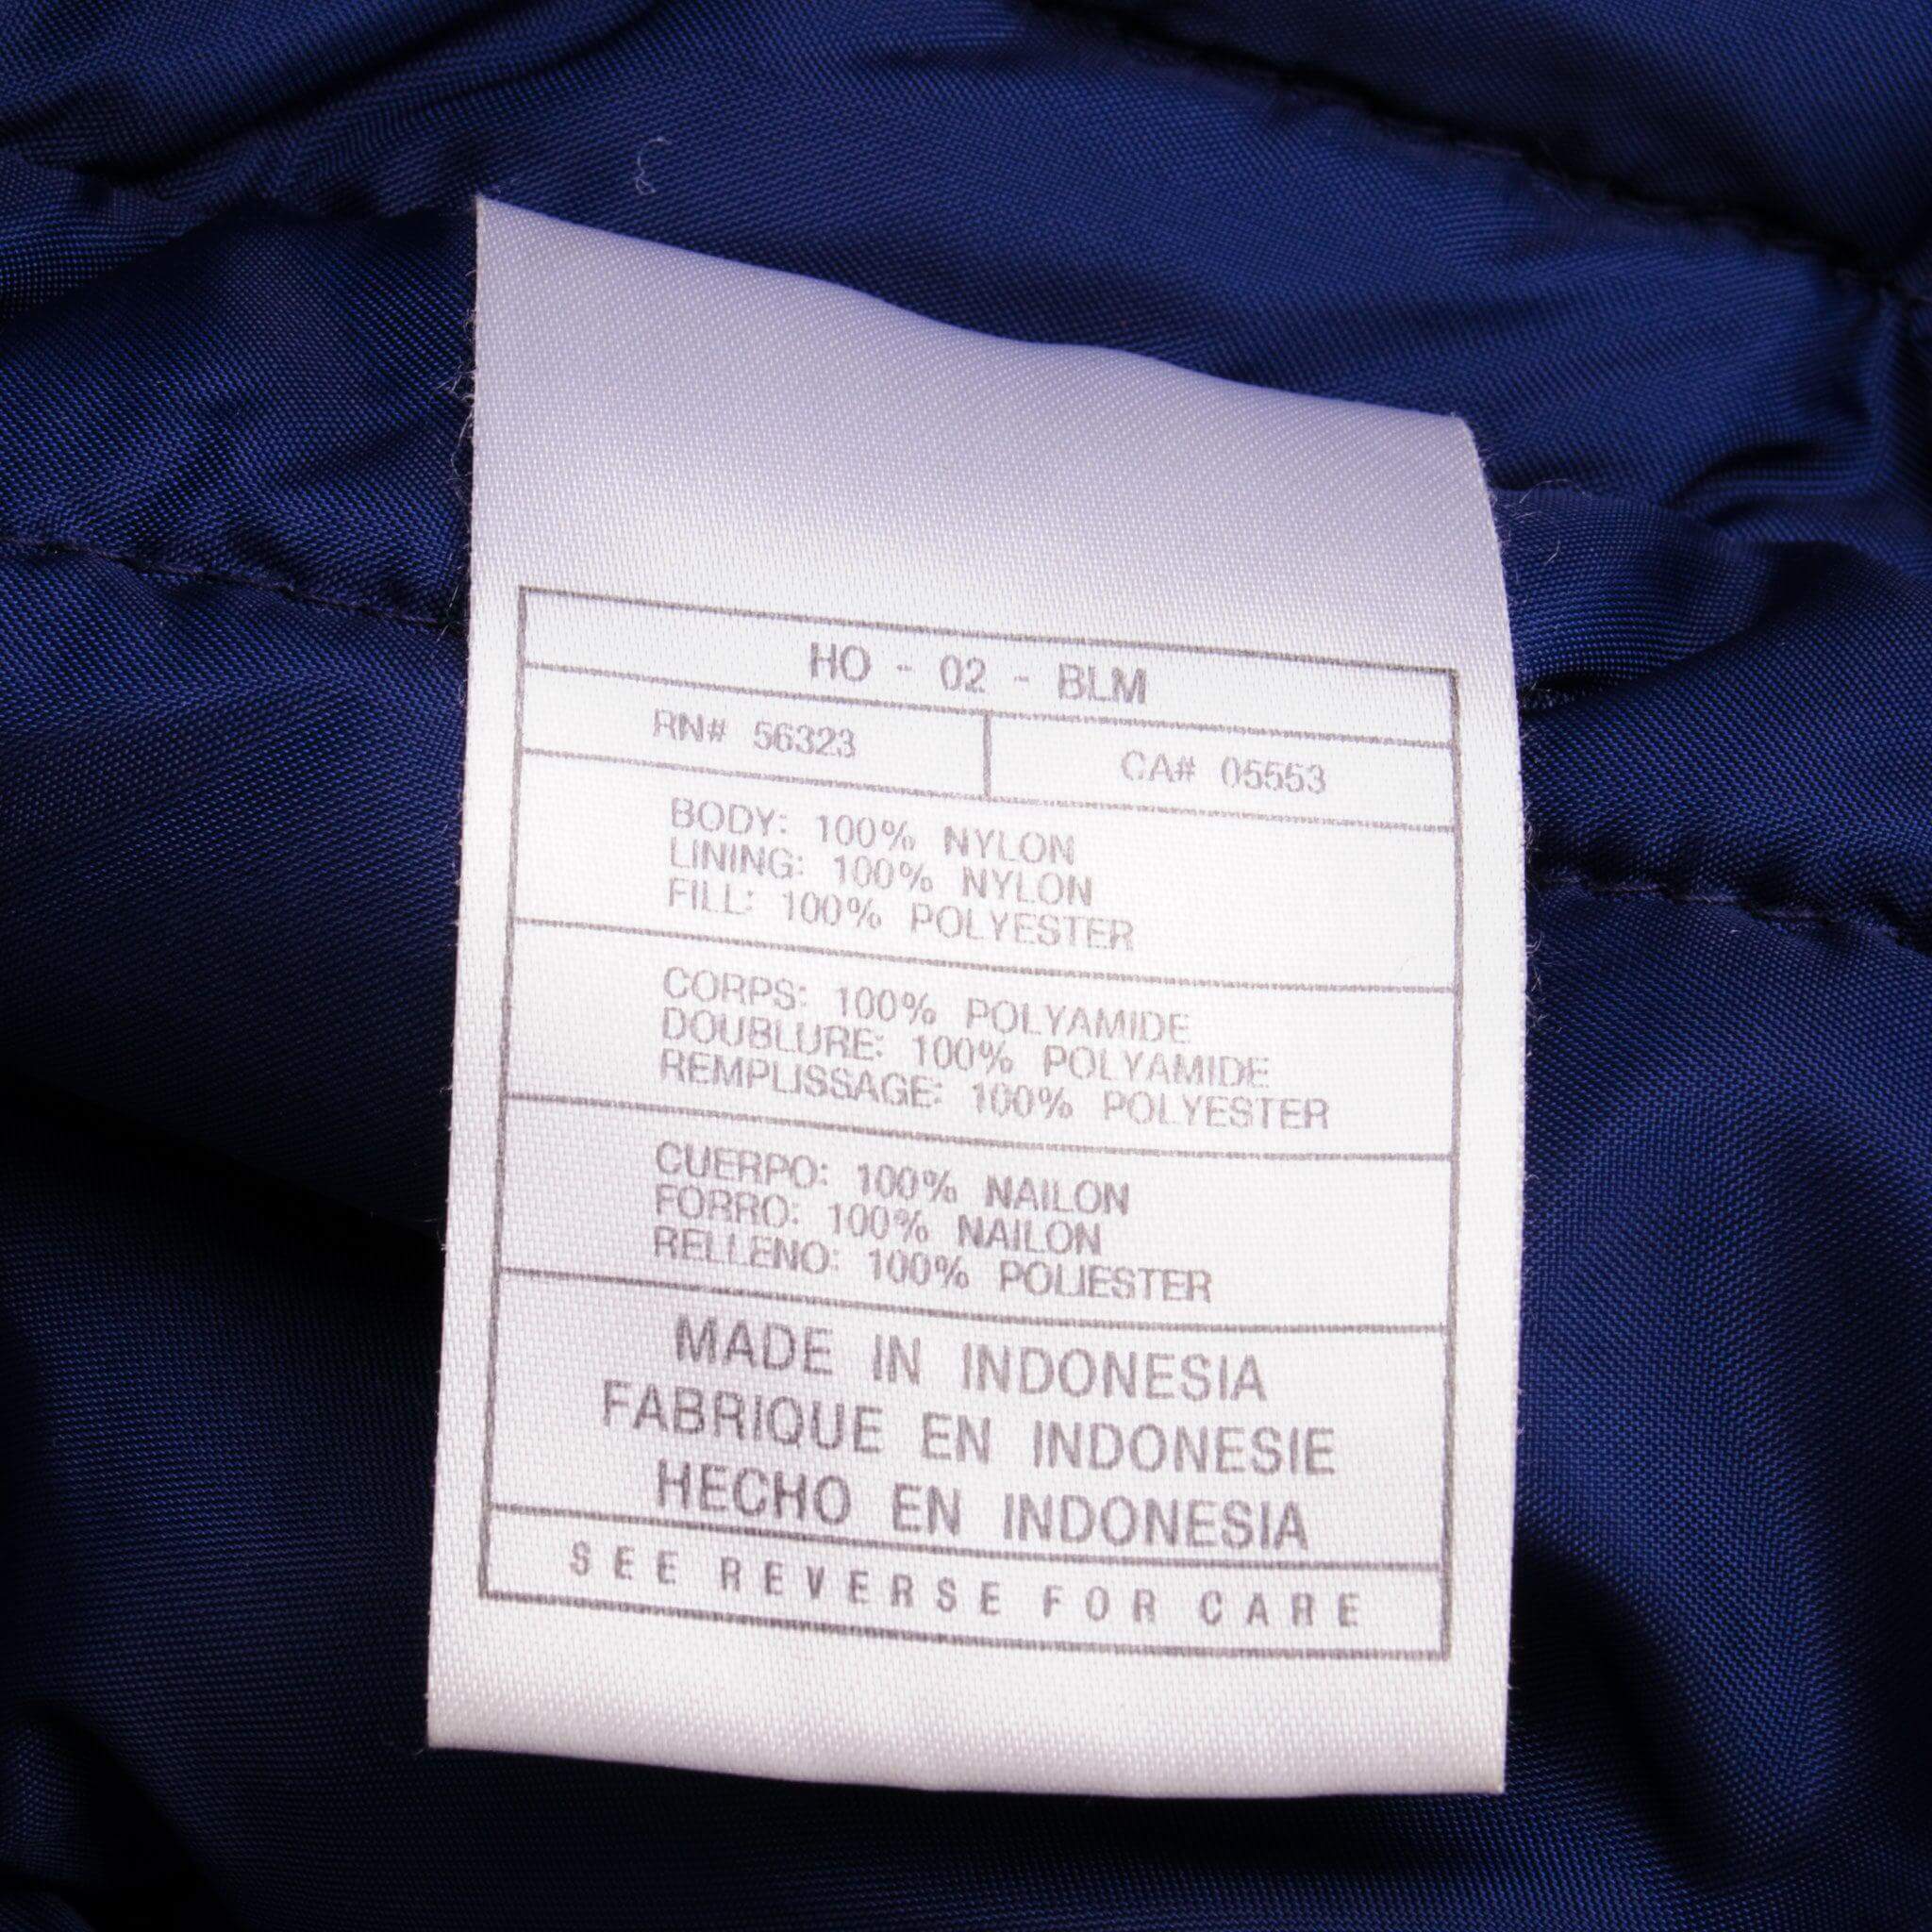 HO - 02 - BLM
RN# 56323
CA# 05553
BODY: 100% NYLON
LINING: 100% NYLON
FILL: 100% POLYESTER
CORPS: 100% POLYAMIDE
DOUBLURE: 100% POLYAMIDE
REMPLISSAGE: 100% POLYESTER
CUERPO: 100% NAILON
FORRO: 100% NAILON
RELLENO: 100% POLIESTER
MADE IN INDONESIA
FABRIQUE EN INDONESIE
HECHO EN INDONESIA
SEE REVERSE FOR CARE